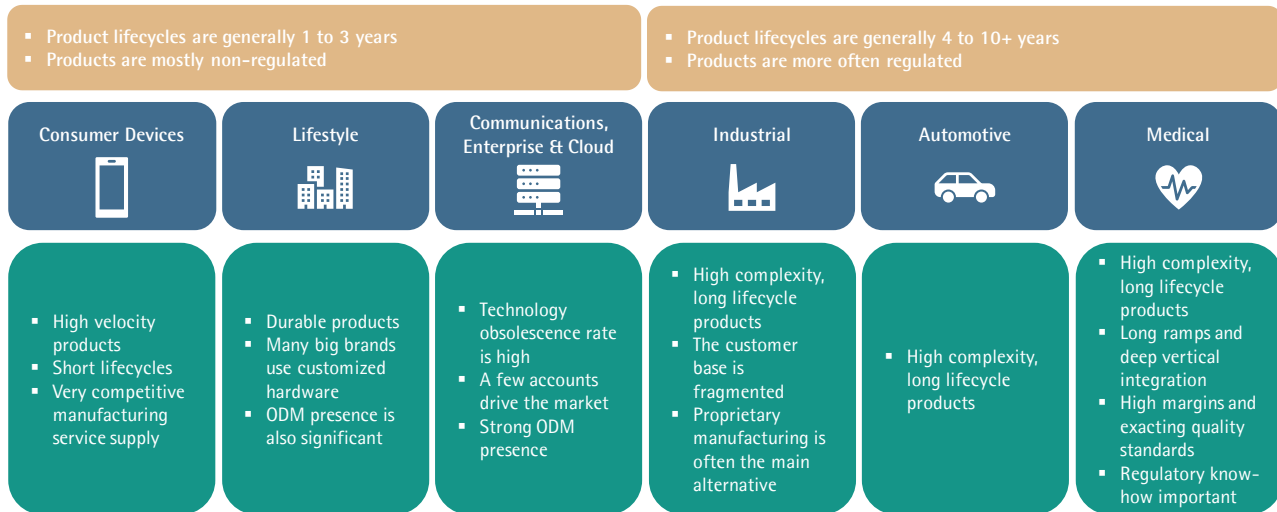 ▪ Product lifecycles are generally 1 to 3 years
▪ Products are mostly non-regulated
▪ Product lifecycles are generally 4 to 10+ years
▪ Products are more often regulated
Consumer Devices
Lifestyle
Communications,
Enterprise & Cloud
Industrial
Automotive
Medical
▪ High velocity
products
▪ Short lifecycles
▪ Very competitive
manufacturing
service supply
▪ Durable products
▪ Many big brands
use customized
hardware
▪ ODM presence is
also significant
▪ Technology
obsolescence rate
is high
▪ A few accounts
drive the market
▪ Strong ODM
presence
▪ High complexity,
long lifecycle
products
▪ The customer
base is
fragmented
▪ Proprietary
manufacturing is
often the main
alternative
▪ High complexity,
long lifecycle
products
▪ High complexity,
long lifecycle
products
▪ Long ramps and
deep vertical
integration
▪ High margins and
exacting quality
standards
▪ Regulatory know-
how important